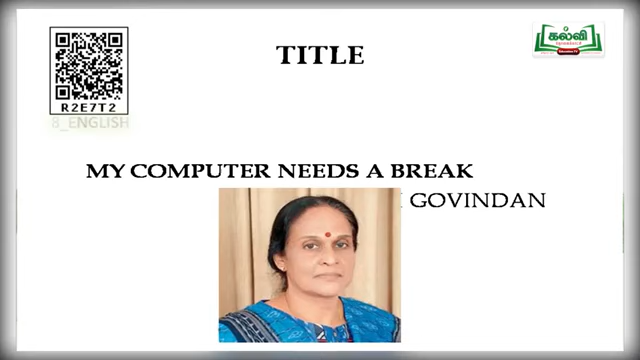 TITLE
கல்வி
R2E7T2
8_ENGLISH
MY COMPUTER NEEDS A BREAK
GOVINDAN